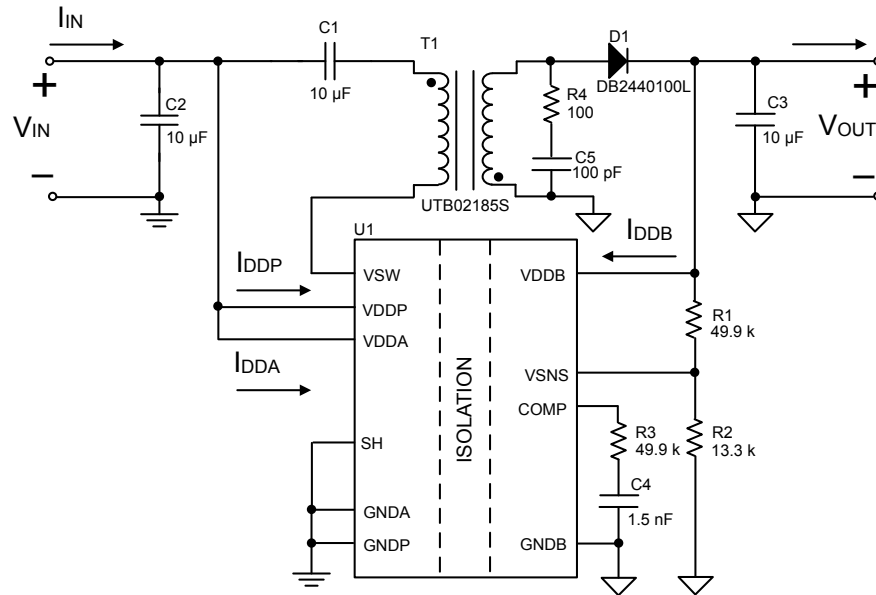 IIN
C1
10 µF
T1
D1
DB2440100L
+
VIN
–
C2
10 µF
R4
100
C5
100 pF
C3
10 µF
+
VOUT
–
UTB02185S
U1
IDDP
IDDA
IDDB
VSW
VDDP
VDDA
SH
GNDA
GNDP
ISOLATION
VDDB
VSNS
COMP
GNDB
R1
49.9 k
R2
13.3 k
R3
49.9 k
C4
1.5 nF